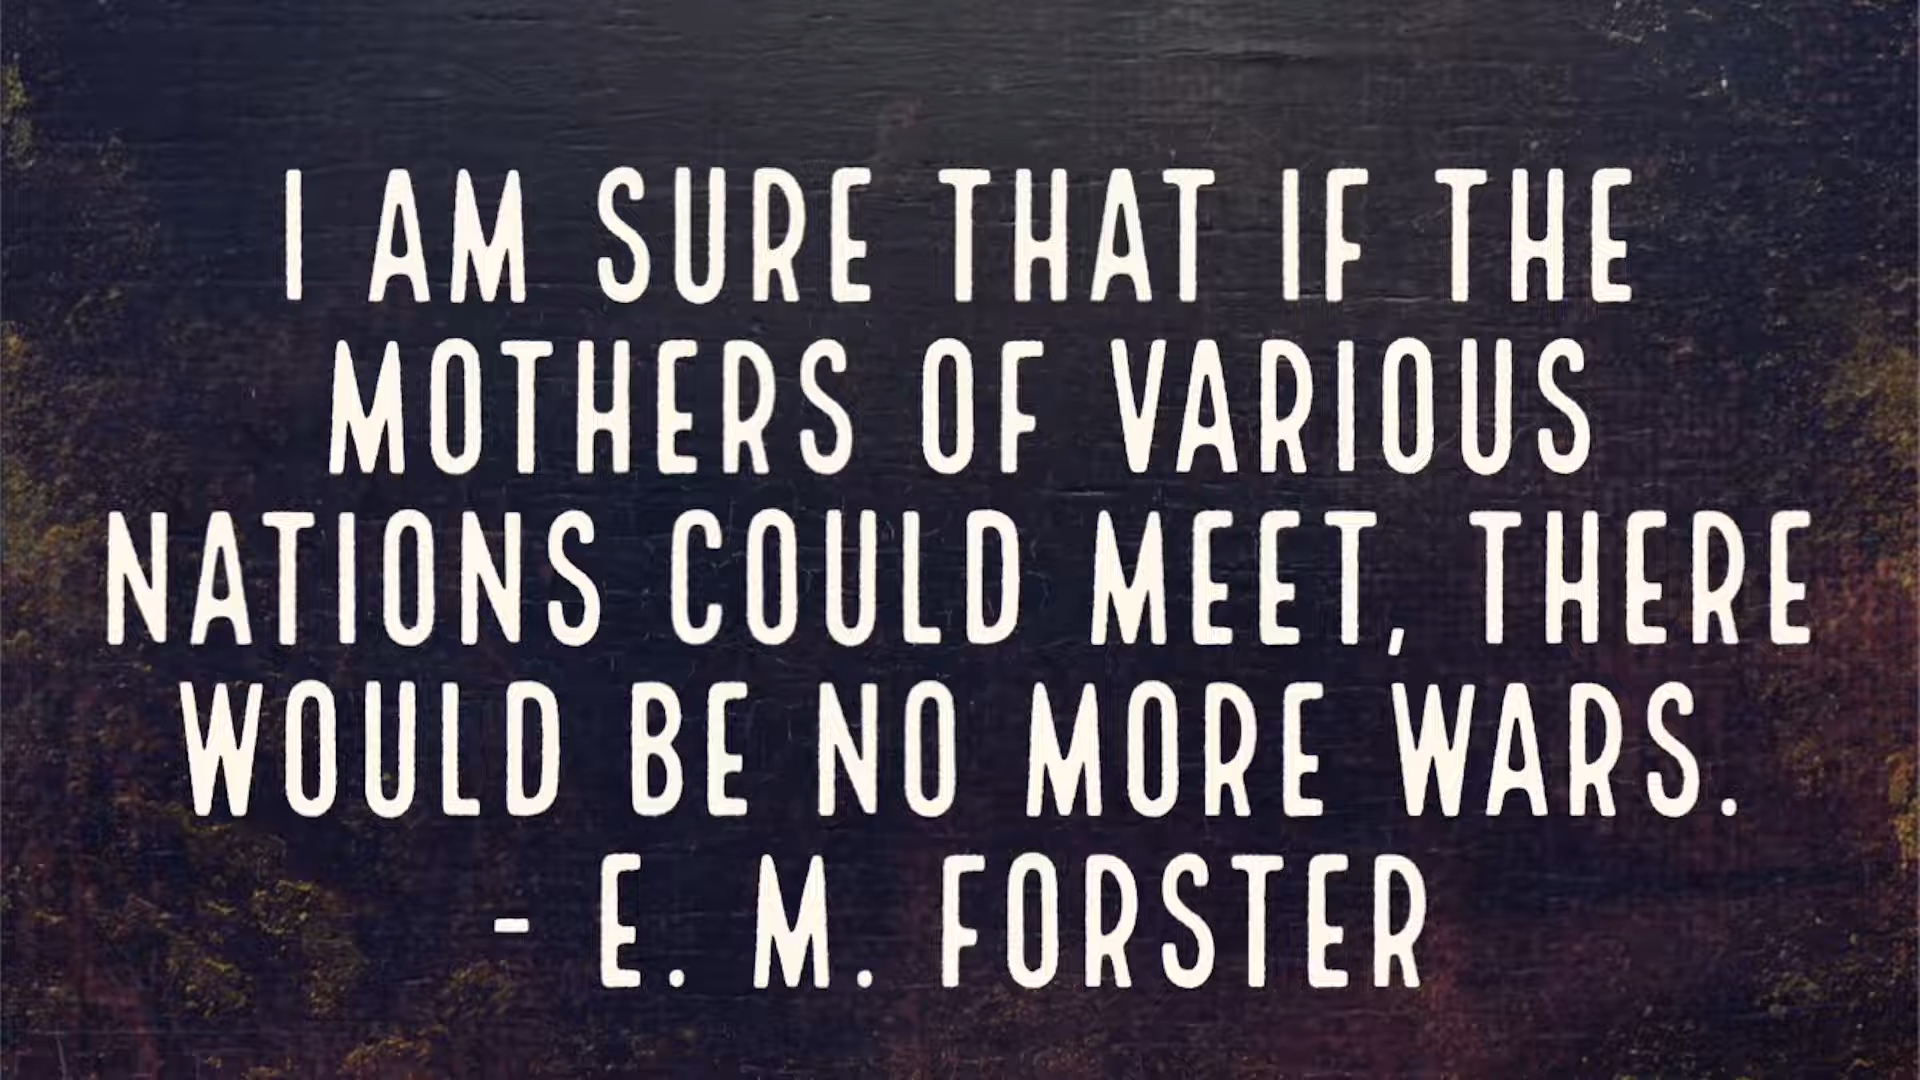 I AM SURE THAT IF THE
MOTHERS OF VARIOUS
NATIONS COULD MEET, THERE
WOULD BE NO MORE WARS.
- E. M. FORSTER